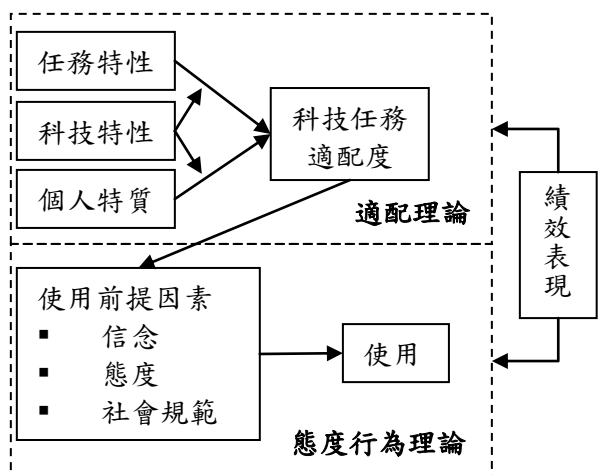 任務特性
科技特性
個人特質
科技任務
適配度
適配理論
績
效
表
現
使用前提因素
▪ 信念
▪ 態度
▪ 社會規範
使用
態度行為理論